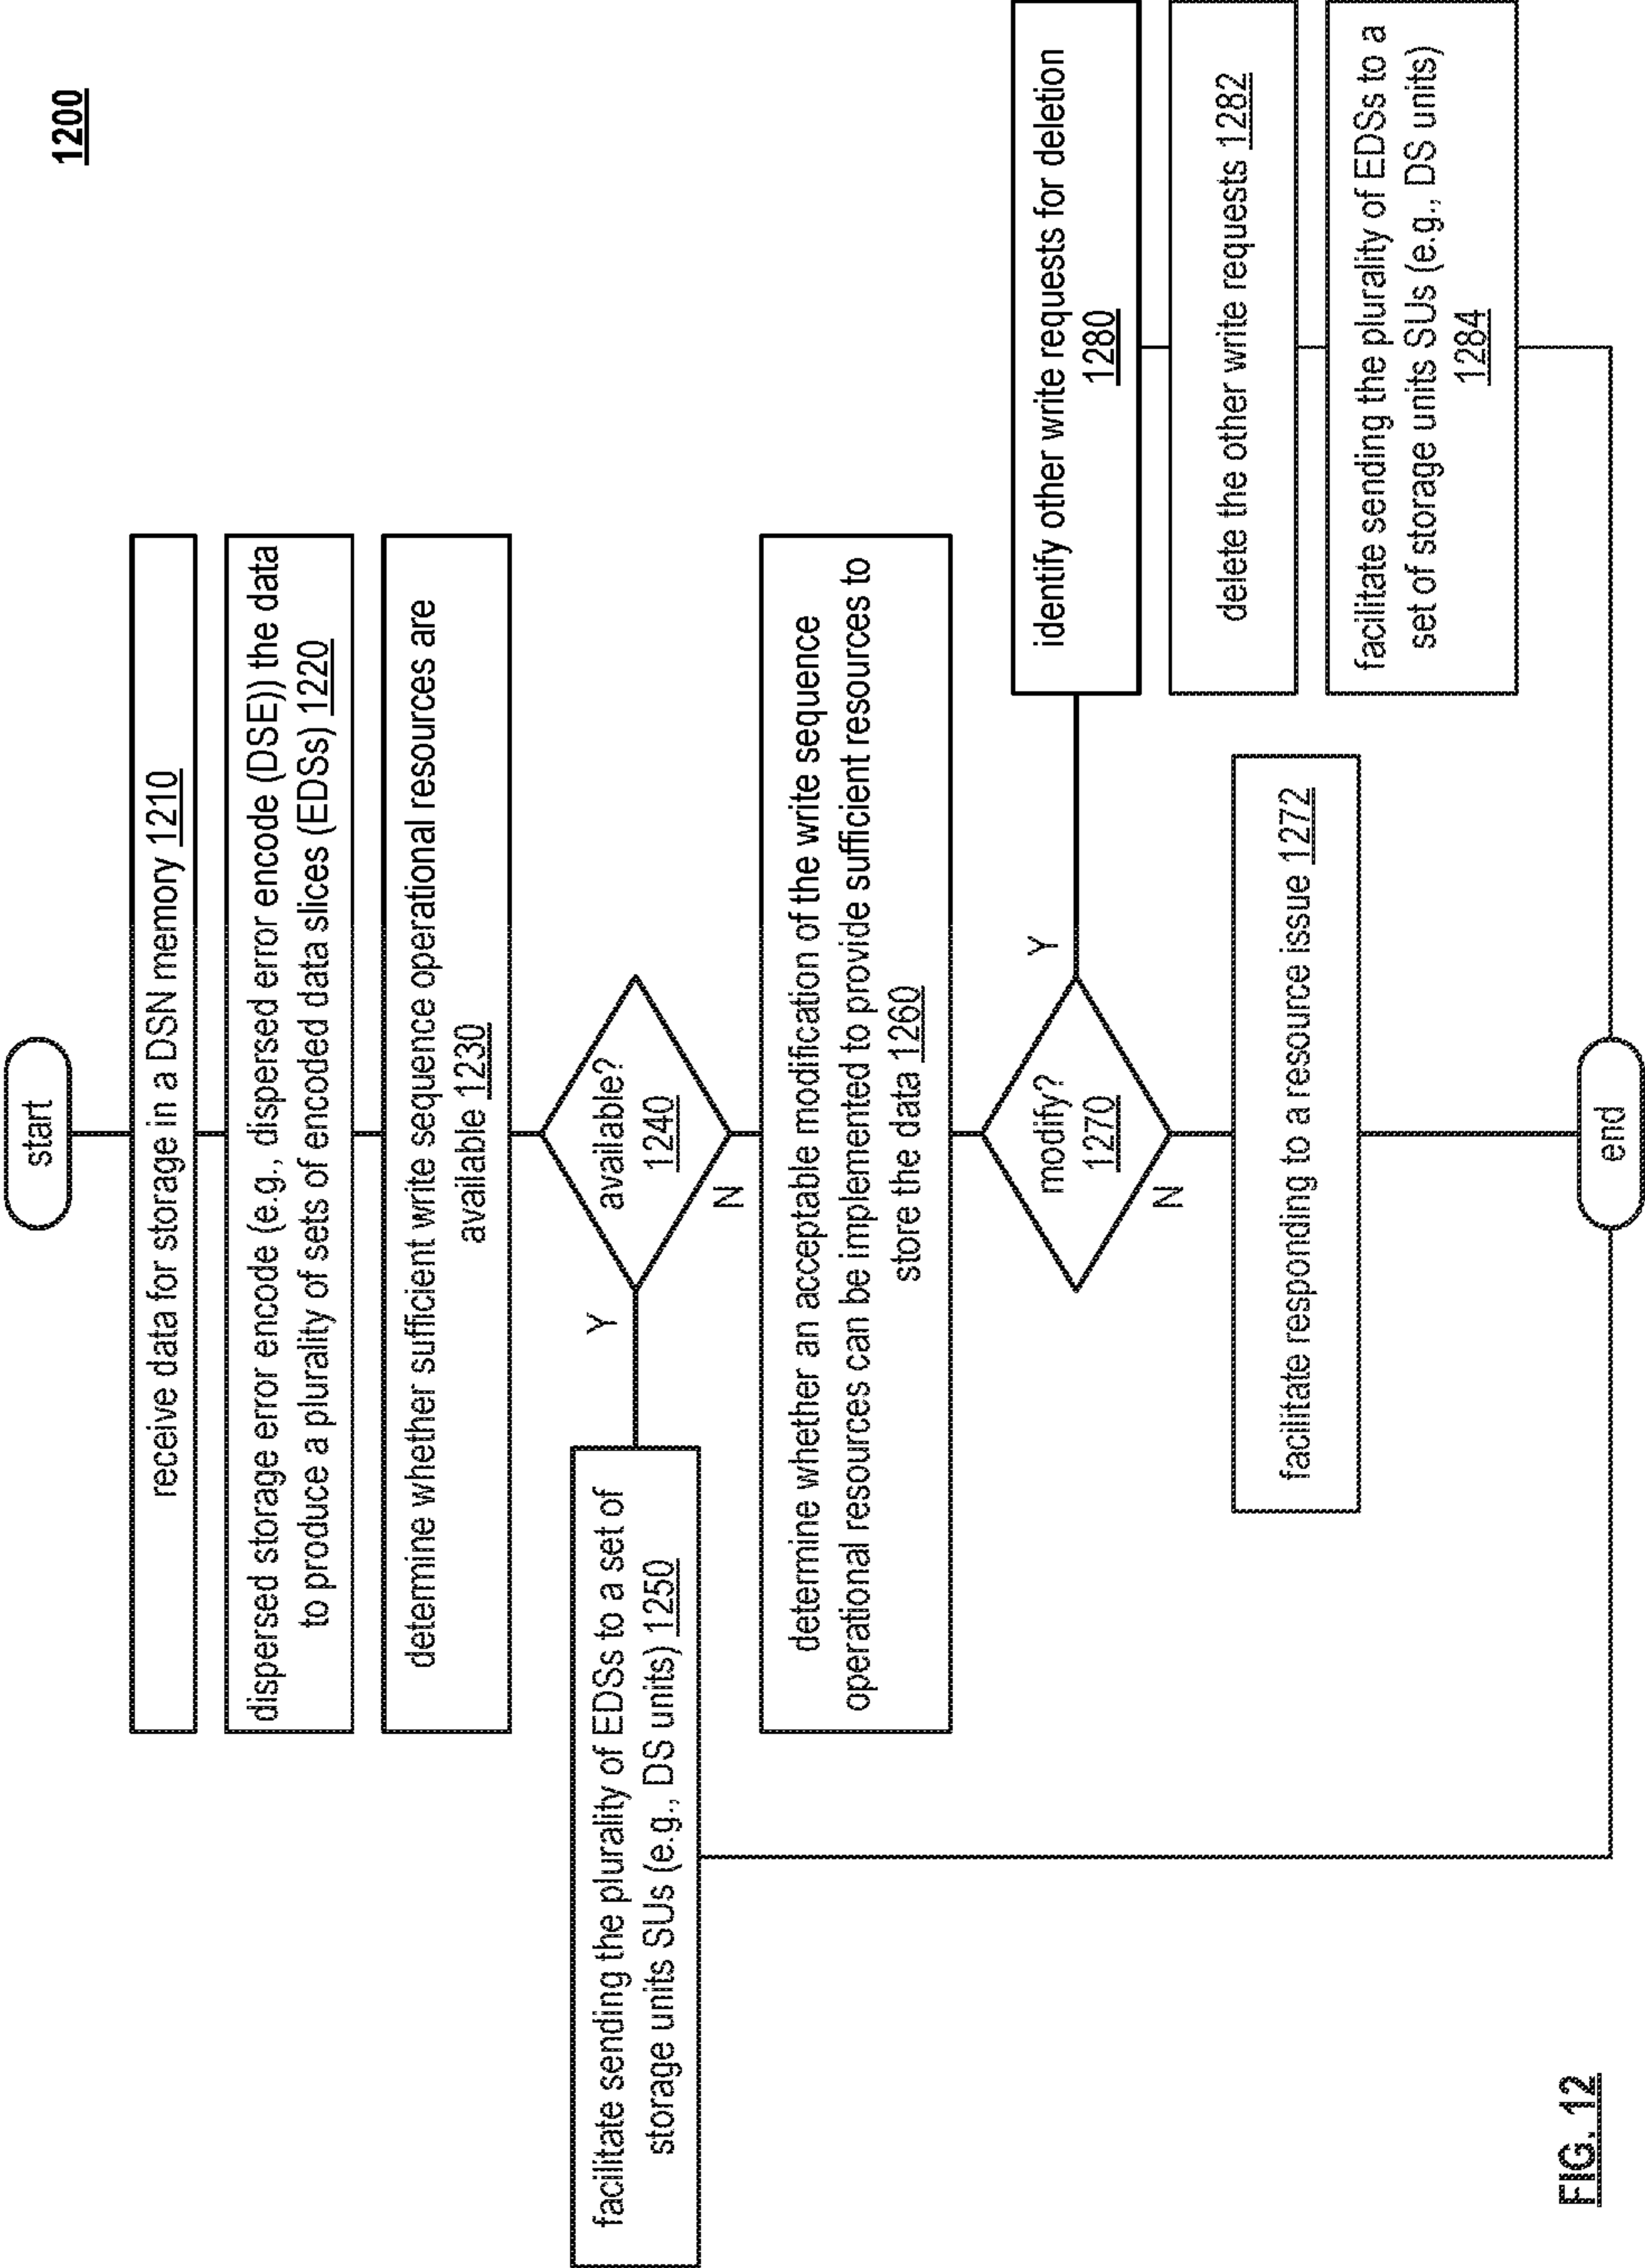 1200
start
receive data for storage in a DSN memory 1210
dispersed storage error encode (e.g., dispersed error encode (DSE)) the data
to produce a plurality of sets of encoded data slices (EDSs) 1220
determine whether sufficient write sequence operational resources are
available 1230
available?
1240
Y
N
facilitate sending the plurality of EDSs to a set of
storage units SUs (e.g., DS units) 1250
determine whether an acceptable modification of the write sequence
operational resources can be implemented to provide sufficient resources to
store the data 1260
modify?
1270
Y
N
identify other write requests for deletion
1280
delete the other write requests 1282
facilitate sending the plurality of EDSs to a
set of storage units SUs (e.g., DS units)
1284
facilitate responding to a resource issue 1272
end
FIG. 12